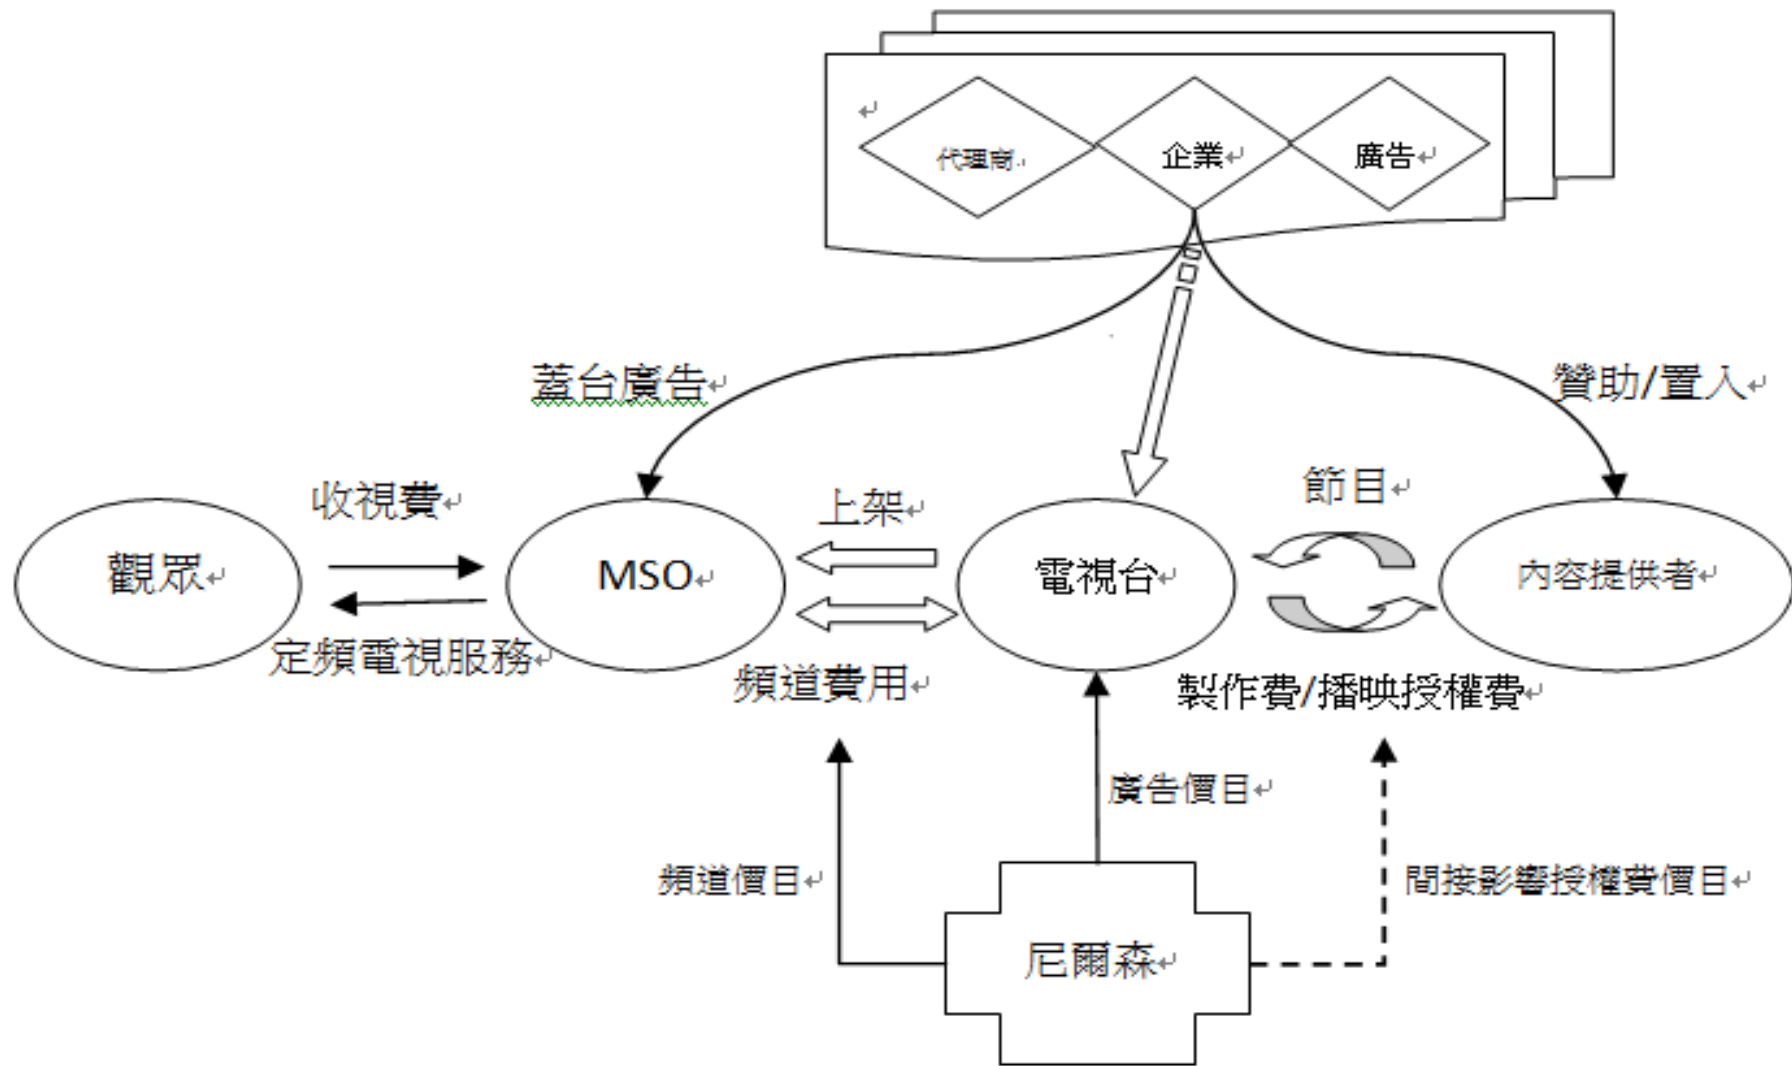 代理商
企業
廣告
蓋台廣告
贊助/置入
收視費
上架
節目
觀眾
MSO
電視台
內容提供者
定頻電視服務
頻道費用
製作費/播映授權費
廣告價目
頻道價目
間接影響授權費價目
尼爾森